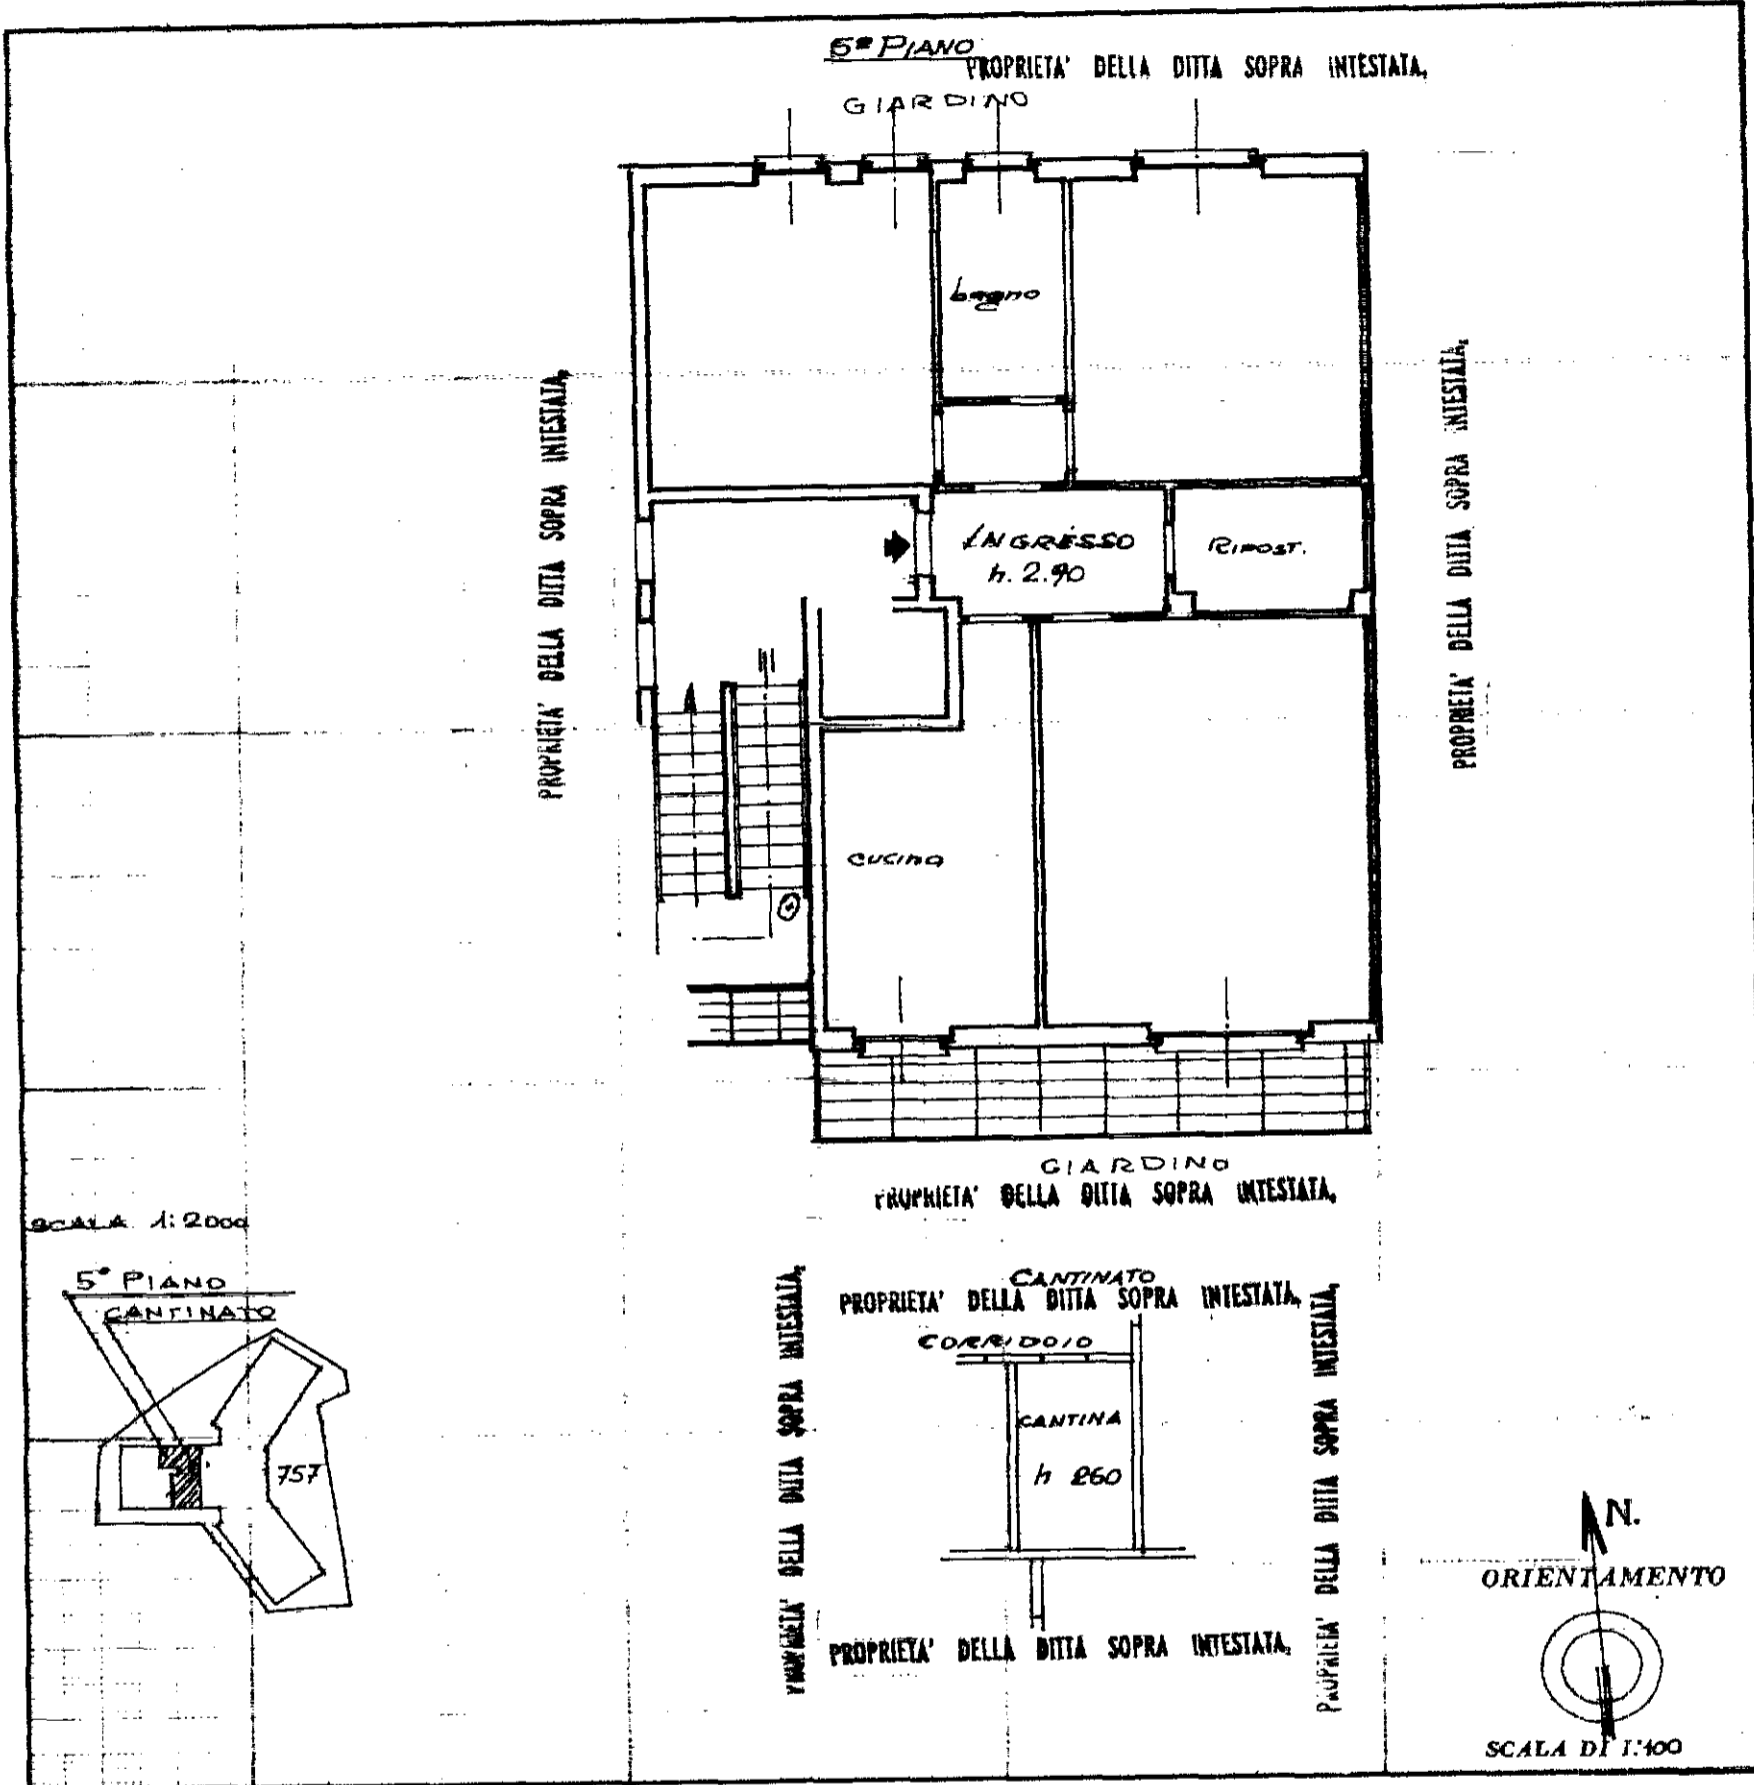 5° PIANO
PROPRIETA' DELLA DITTA SOPRA INTESTATA,
GIARDINO
bagno
PROPRIETA' DELLA DITTA SOPRA INTESTATA,
PROPRIETA' DELLA DITTA SOPRA INTESTATA,
INGRESSO
h. 2.90
RIPOST.
cucina
GIARDINO
PROPRIETA' DELLA DITTA SOPRA INTESTATA,
SCALA 1:2000
5° PIANO
CANTINATO
757
CANTINATO
PROPRIETA' DELLA DITTA SOPRA INTESTATA,
CORRIDOIO
CANTINA
h 260
PROPRIETA' DELLA DITTA SOPRA INTESTATA,
PROPRIETA' DELLA DITTA SOPRA INTESTATA,
PROPRIETA' DELLA DITTA SOPRA INTESTATA,
N.
ORIENTAMENTO
SCALA DI 1:100